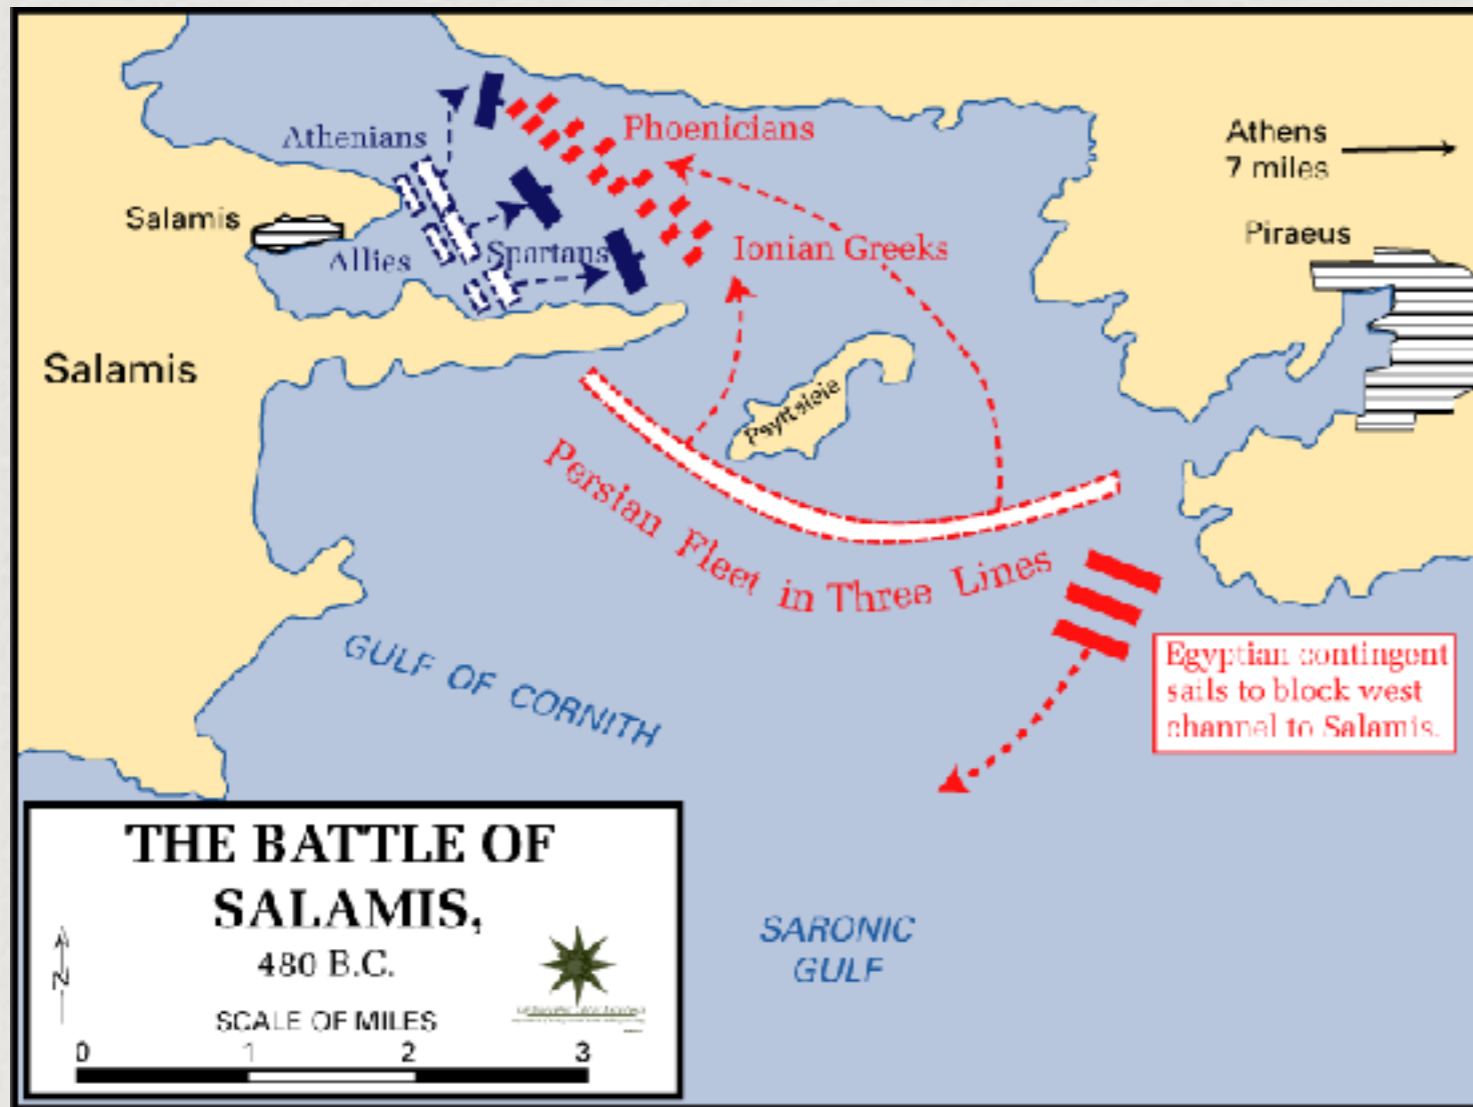 Athenians
Phoenicians
Athens
7 miles
Salamis
Piraeus
Allies
Spartans
Ionian Greeks
Salamis
Psyttaleie
Persian Fleet in Three Lines
GULF OF CORNITH
Egyptian contingent
sails to block west
channel to Salamis.
THE BATTLE OF
SALAMIS,
480 B.C.
N
SCALE OF MILES
0 1 2 3
SARONIC
GULF